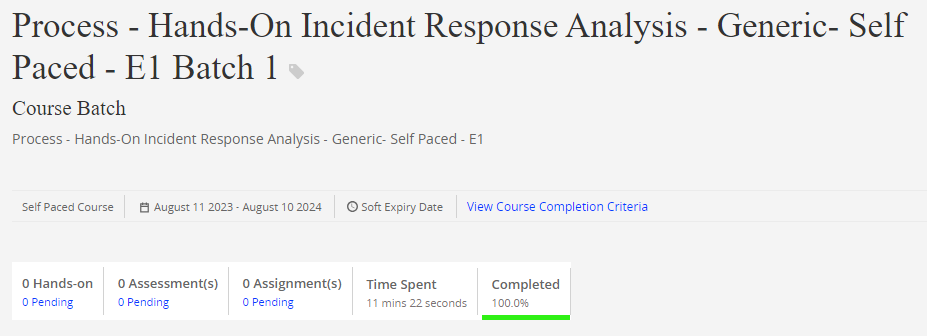 Process - Hands-On Incident Response Analysis - Generic- Self
Paced - E1 Batch 1
Course Batch
Process - Hands-On Incident Response Analysis - Generic- Self Paced - E1
Self Paced Course August 11 2023 - August 10 2024 Soft Expiry Date View Course Completion Criteria
0 Hands-on 0 Assessment(s) 0 Assignment(s) Time Spent Completed
0 Pending 0 Pending 0 Pending 11 mins 22 seconds 100.0%